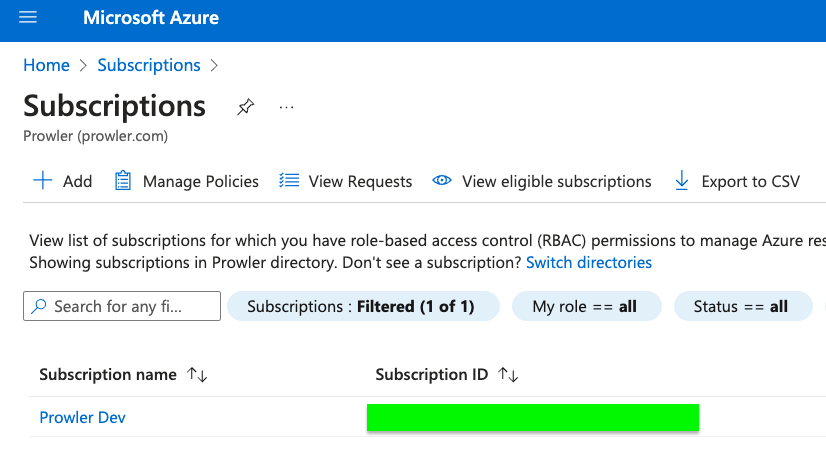 Microsoft Azure
Home > Subscriptions >
Subscriptions
Prowler (prowler.com)
Add Manage Policies View Requests View eligible subscriptions Export to CSV
View list of subscriptions for which you have role-based access control (RBAC) permissions to manage Azure res
Showing subscriptions in Prowler directory. Don't see a subscription? Switch directories
Search for any fi... Subscriptions : Filtered (1 of 1) My role == all Status == all
Subscription name ↑↓ Subscription ID ↑↓
Prowler Dev